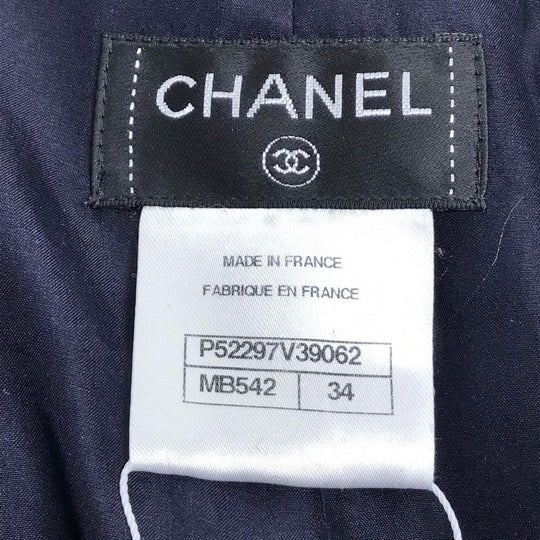 CHANEL
MADE IN FRANCE
FABRIQUE EN FRANCE
P52297V39062
MB542 34